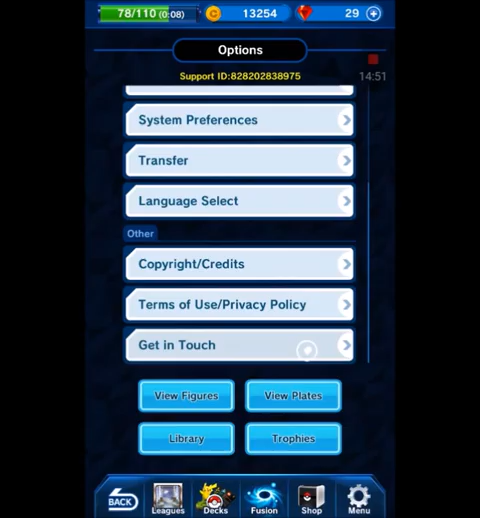 78/110 (0:08) 13254 29
Options
Support ID:828202838975
14:51
System Preferences
Transfer
Language Select
Other
Copyright/Credits
Terms of Use/Privacy Policy
Get in Touch
View Figures View Plates
Library Trophies
BACK Leagues Decks Fusion Shop Menu